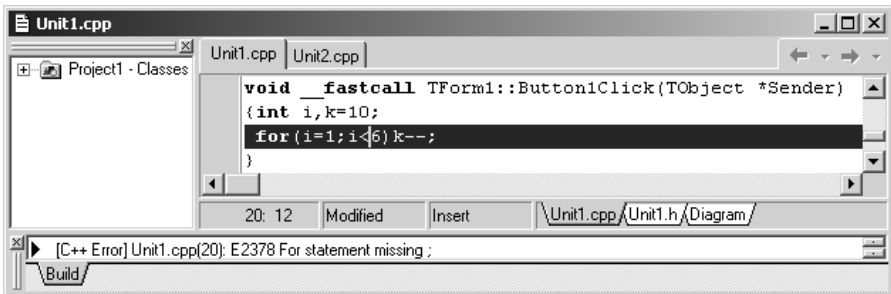 Unit1.cpp
Project1 - Classes
Unit1.cpp Unit2.cpp
void __fastcall TForm1::Button1Click(TObject *Sender)
{int i,k=10;
for(i=1;i<6)k--;
}
20: 12 Modified Insert Unit1.cpp Unit1.h Diagram
[C++ Error] Unit1.cpp(20): E2378 For statement missing ;
Build